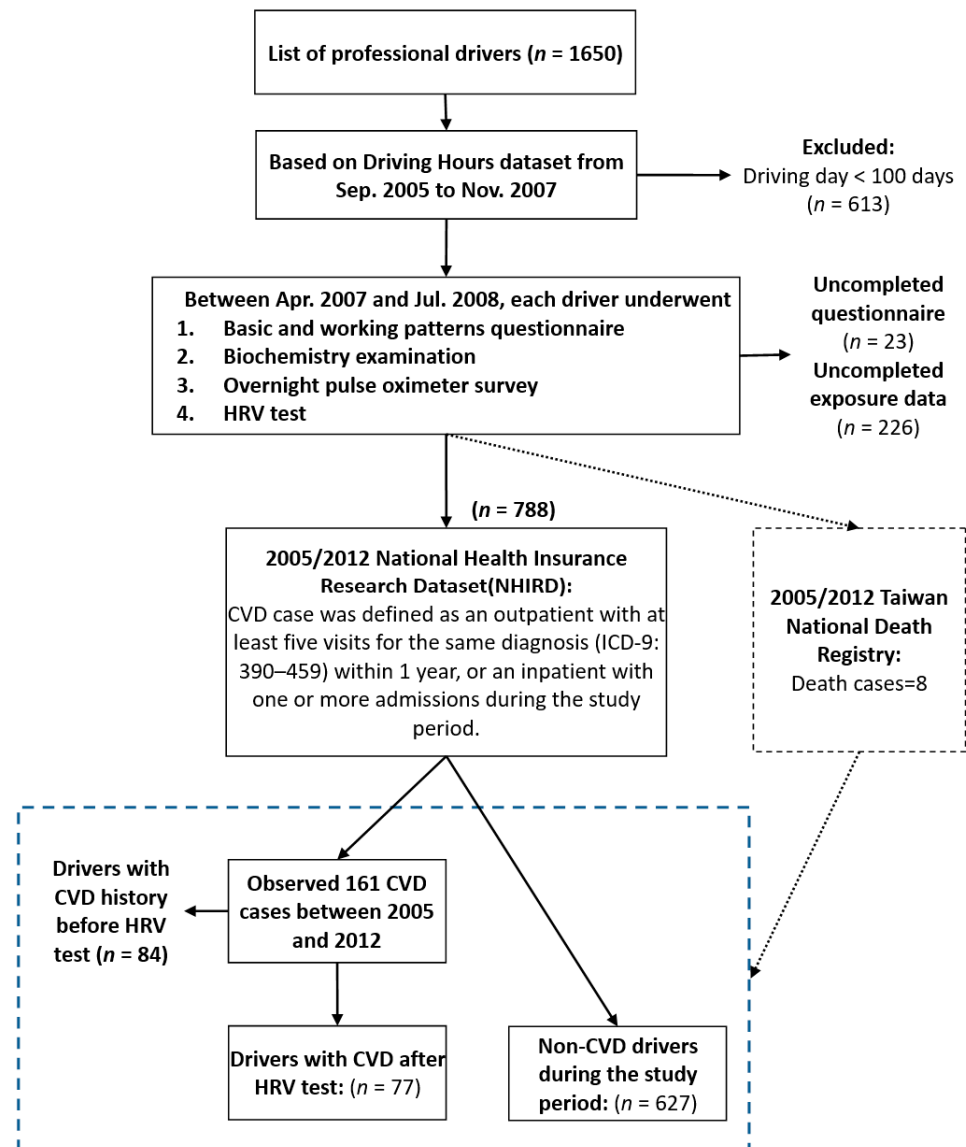 List of professional drivers (n = 1650)
Based on Driving Hours dataset from
Sep. 2005 to Nov. 2007
Excluded:
Driving day < 100 days
(n = 613)
Between Apr. 2007 and Jul. 2008, each driver underwent
1. Basic and working patterns questionnaire
2. Biochemistry examination
3. Overnight pulse oximeter survey
4. HRV test
Uncompleted
questionnaire
(n = 23)
Uncompleted
exposure data
(n = 226)
(n = 788)
2005/2012 National Health Insurance
Research Dataset(NHIRD):
CVD case was defined as an outpatient with at
least five visits for the same diagnosis (ICD-9:
390–459) within 1 year, or an inpatient with
one or more admissions during the study
period.
2005/2012 Taiwan
National Death
Registry:
Death cases=8
Drivers with
CVD history
before HRV
test (n = 84)
Observed 161 CVD
cases between 2005
and 2012
Drivers with CVD after
HRV test: (n = 77)
Non-CVD drivers
during the study
period: (n = 627)